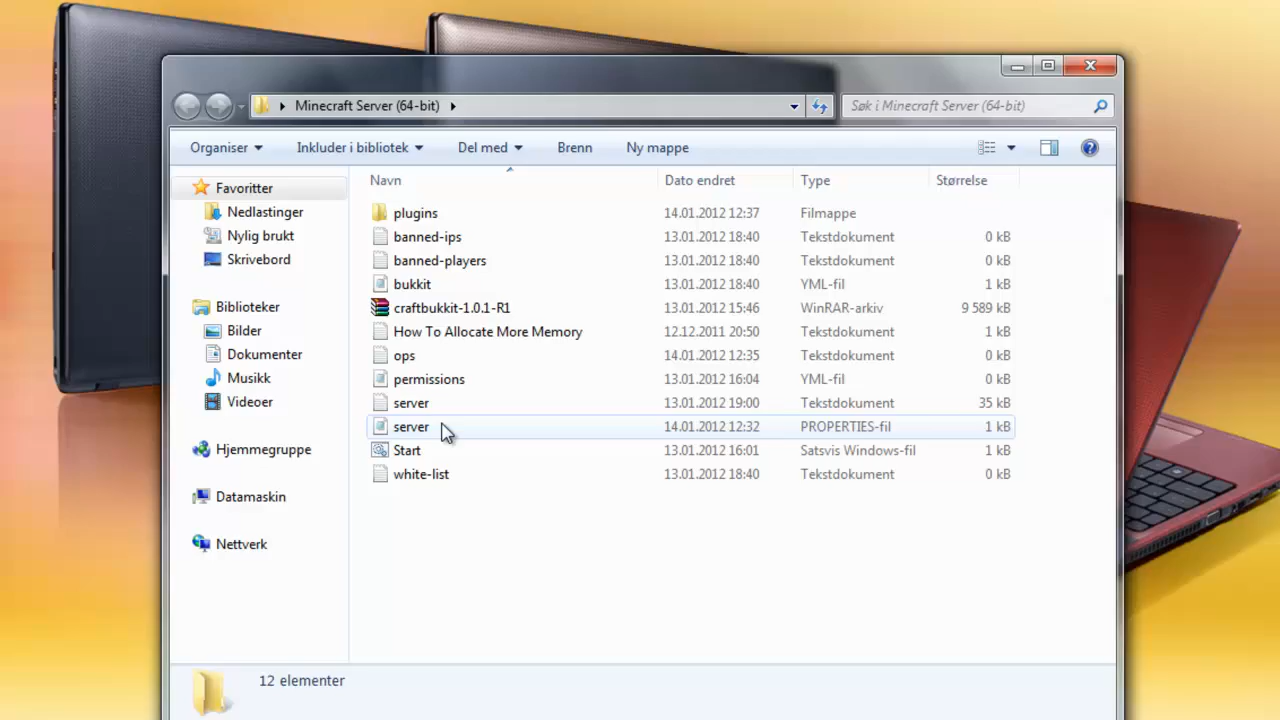 Minecraft Server (64-bit)
Søk i Minecraft Server (64-bit)
Organiser
Inkluder i bibliotek
Del med
Brenn
Ny mappe
Favoritter
Nedlastinger
Nylig brukt
Skrivebord
Biblioteker
Bilder
Dokumenter
Musikk
Videoer
Hjemmegruppe
Datamaskin
Nettverk
Navn Dato endret Type Størrelse
plugins 14.01.2012 12:37 Filmappe
banned-ips 13.01.2012 18:40 Tekstdokument 0 kB
banned-players 13.01.2012 18:40 Tekstdokument 0 kB
bukkit 13.01.2012 18:40 YML-fil 1 kB
craftbukkit-1.0.1-R1 13.01.2012 15:46 WinRAR-arkiv 9 589 kB
How To Allocate More Memory 12.12.2011 20:50 Tekstdokument 1 kB
ops 14.01.2012 12:35 Tekstdokument 0 kB
permissions 13.01.2012 16:04 YML-fil 0 kB
server 13.01.2012 19:00 Tekstdokument 35 kB
server 14.01.2012 12:32 PROPERTIES-fil 1 kB
Start 13.01.2012 16:01 Satsvis Windows-fil 1 kB
white-list 13.01.2012 18:40 Tekstdokument 0 kB
12 elementer